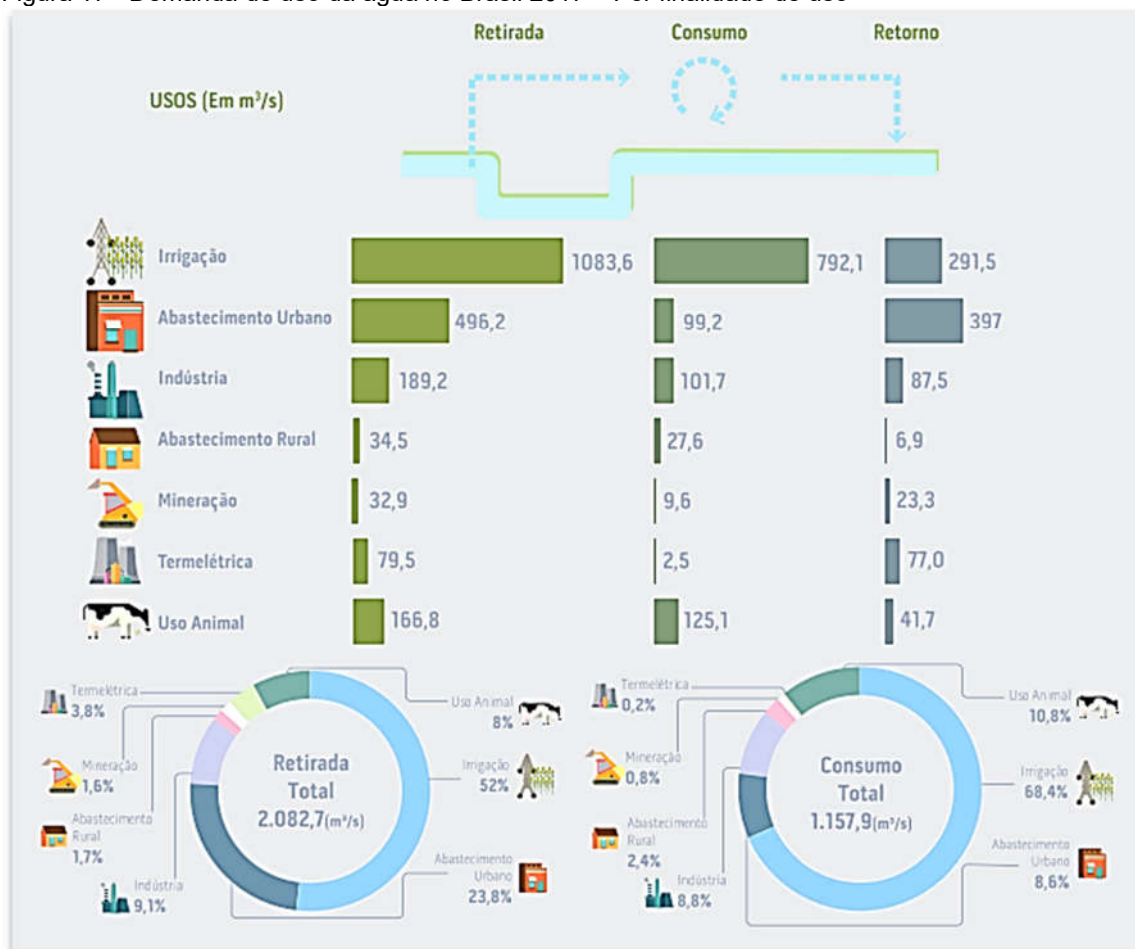 Retirada Consumo Retorno
USOS (Em m³/s)
Irrigação 1083,6 792,1 291,5
Abastecimento Urbano 496,2 99,2 397
Indústria 189,2 101,7 87,5
Abastecimento Rural 34,5 27,6 6,9
Mineração 32,9 9,6 23,3
Termelétrica 79,5 2,5 77,0
Uso Animal 166,8 125,1 41,7
Termelétrica
3,8%
Mineração
1,6%
Abastecimento
Rural
1,7%
Indústria
9,1%
Retirada
Total
2.082,7(m³/s)
Uso Animal
8%
Irrigação
52%
Abastecimento
Urbano
23,8%
Termelétrica
0,2%
Mineração
0,8%
Abastecimento
Rural
2,4%
Indústria
8,8%
Consumo
Total
1.157,9(m³/s)
Uso Animal
10,8%
Irrigação
68,4%
Abastecimento
Urbano
8,6%